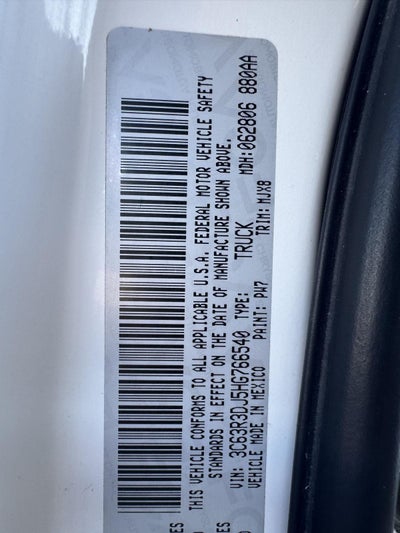 THIS VEHICLE CONFORMS TO ALL APPLICABLE U.S.A. FEDERAL MOTOR VEHICLE SAFETY
STANDARDS IN EFFECT ON THE DATE OF MANUFACTURE SHOWN ABOVE.
MDH:062806 880AA
VIN: 3C63R3DJ5HG766540 TYPE: TRUCK
VEHICLE MADE IN MEXICO PAINT: PW7 TRIM: MJX8